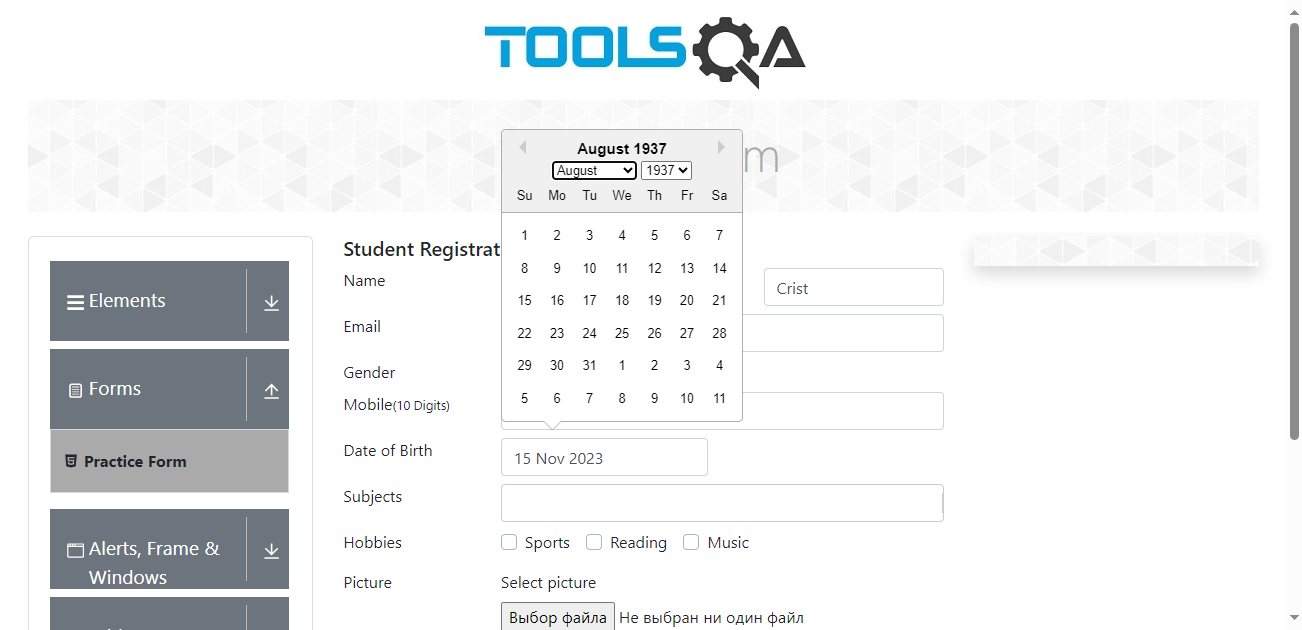 TOOLSQA
m
August 1937
August 1937
Su Mo Tu We Th Fr Sa
1 2 3 4 5 6 7
8 9 10 11 12 13 14
15 16 17 18 19 20 21
22 23 24 25 26 27 28
29 30 31 1 2 3 4
5 6 7 8 9 10 11
Elements
Forms
Practice Form
Alerts, Frame &
Windows
Student Registrat
Name Crist
Email
Gender
Mobile(10 Digits)
Date of Birth 15 Nov 2023
Subjects
Hobbies Sports Reading Music
Picture Select picture
Выбор файла Не выбран ни один файл